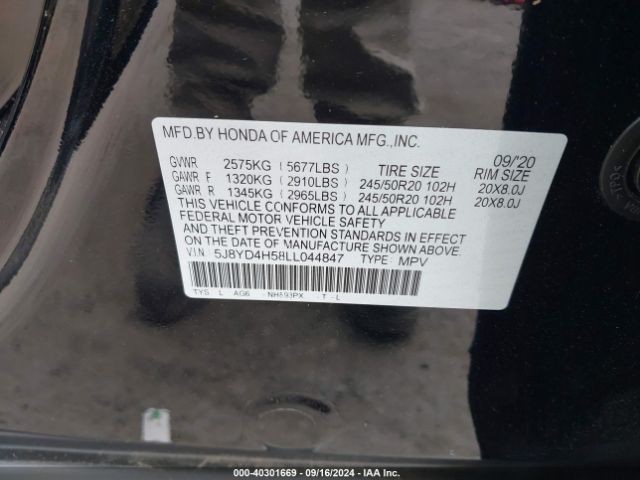 MFD.BY HONDA OF AMERICA MFG.,INC.
09/'20
GVWR 2575KG (5677LBS) TIRE SIZE RIM SIZE
GAWR F 1320KG (2910LBS) 245/50R20 102H 20X8.0J
GAWR R 1345KG (2965LBS) 245/50R20 102H 20X8.0J
THIS VEHICLE CONFORMS TO ALL APPLICABLE
FEDERAL MOTOR VEHICLE SAFETY
AND THEFT PREVENTION STANDARDS IN EFFECT
ON THE DATE OF MANUFACTURE SHOWN ABOVE.
V.I.N. 5J8YD4H58LL044847 TYPE MPV
TYS L AG6 T -L
000-40301669 - 09/16/2024 - IAA Inc.